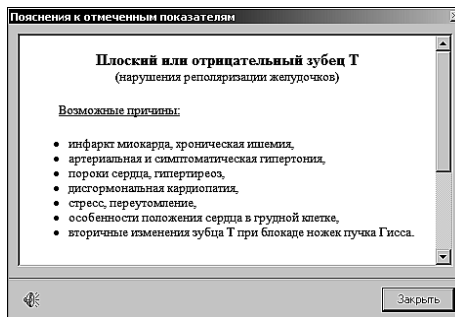 Пояснения к отмеченным показателям
Плоский или отрицательный зубец Т
(нарушения реполяризации желудочков)
Возможные причины:
• инфаркт миокарда, хроническая ишемия,
• артериальная и симптоматическая гипертония,
• пороки сердца, гипертиреоз,
• дисгормональная кардиопатия,
• стресс, переутомление,
• особенности положения сердца в грудной клетке,
• вторичные изменения зубца Т при блокаде ножек пучка Гисса.
Закрыть